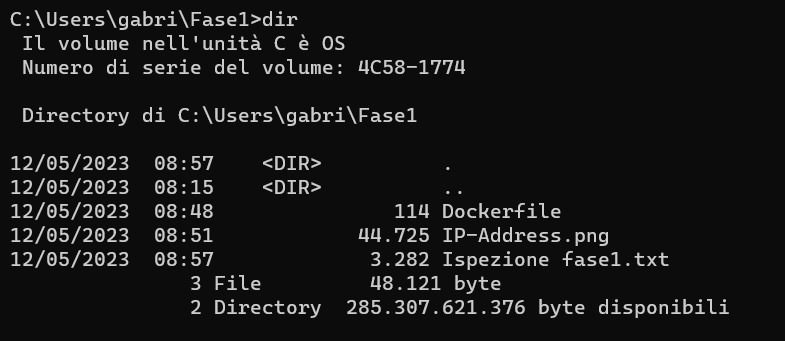 C:\Users\gabri\Fase1>dir
Il volume nell'unità C è OS
Numero di serie del volume: 4C58-1774
Directory di C:\Users\gabri\Fase1
12/05/2023  08:57    <DIR>          .
12/05/2023  08:15    <DIR>          ..
12/05/2023  08:48               114 Dockerfile
12/05/2023  08:51            44.725 IP-Address.png
12/05/2023  08:57             3.282 Ispezione fase1.txt
3 File         48.121 byte
2 Directory  285.307.621.376 byte disponibili